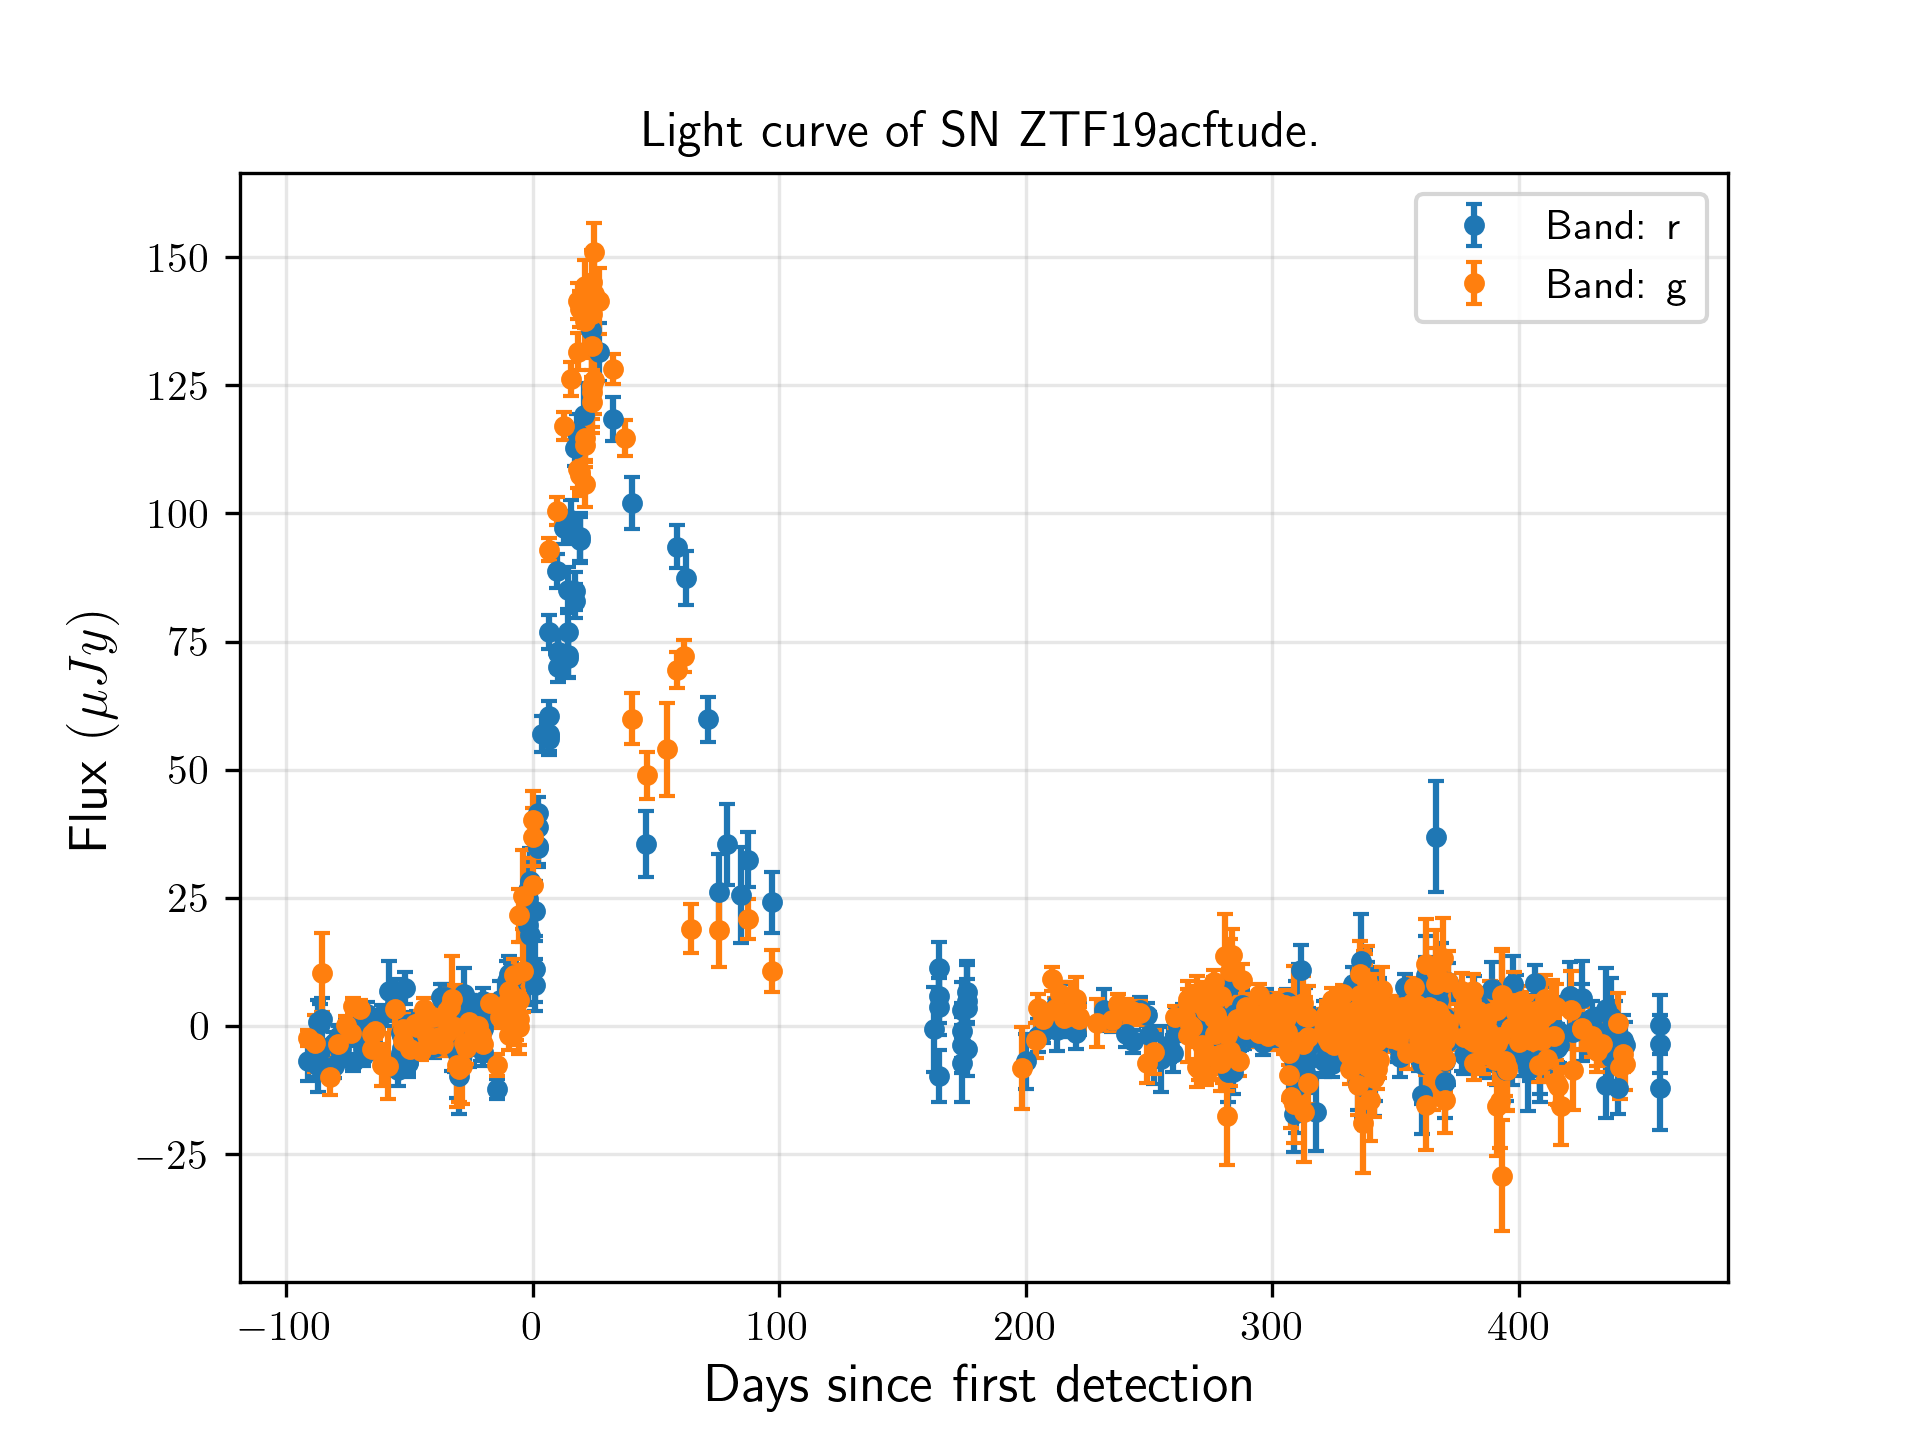 Light curve of SN ZTF19acftude.
Band: r
Band: g
150
125
100
75
50
25
0
−25
Flux (μJy)
−100 0 100 200 300 400
Days since first detection